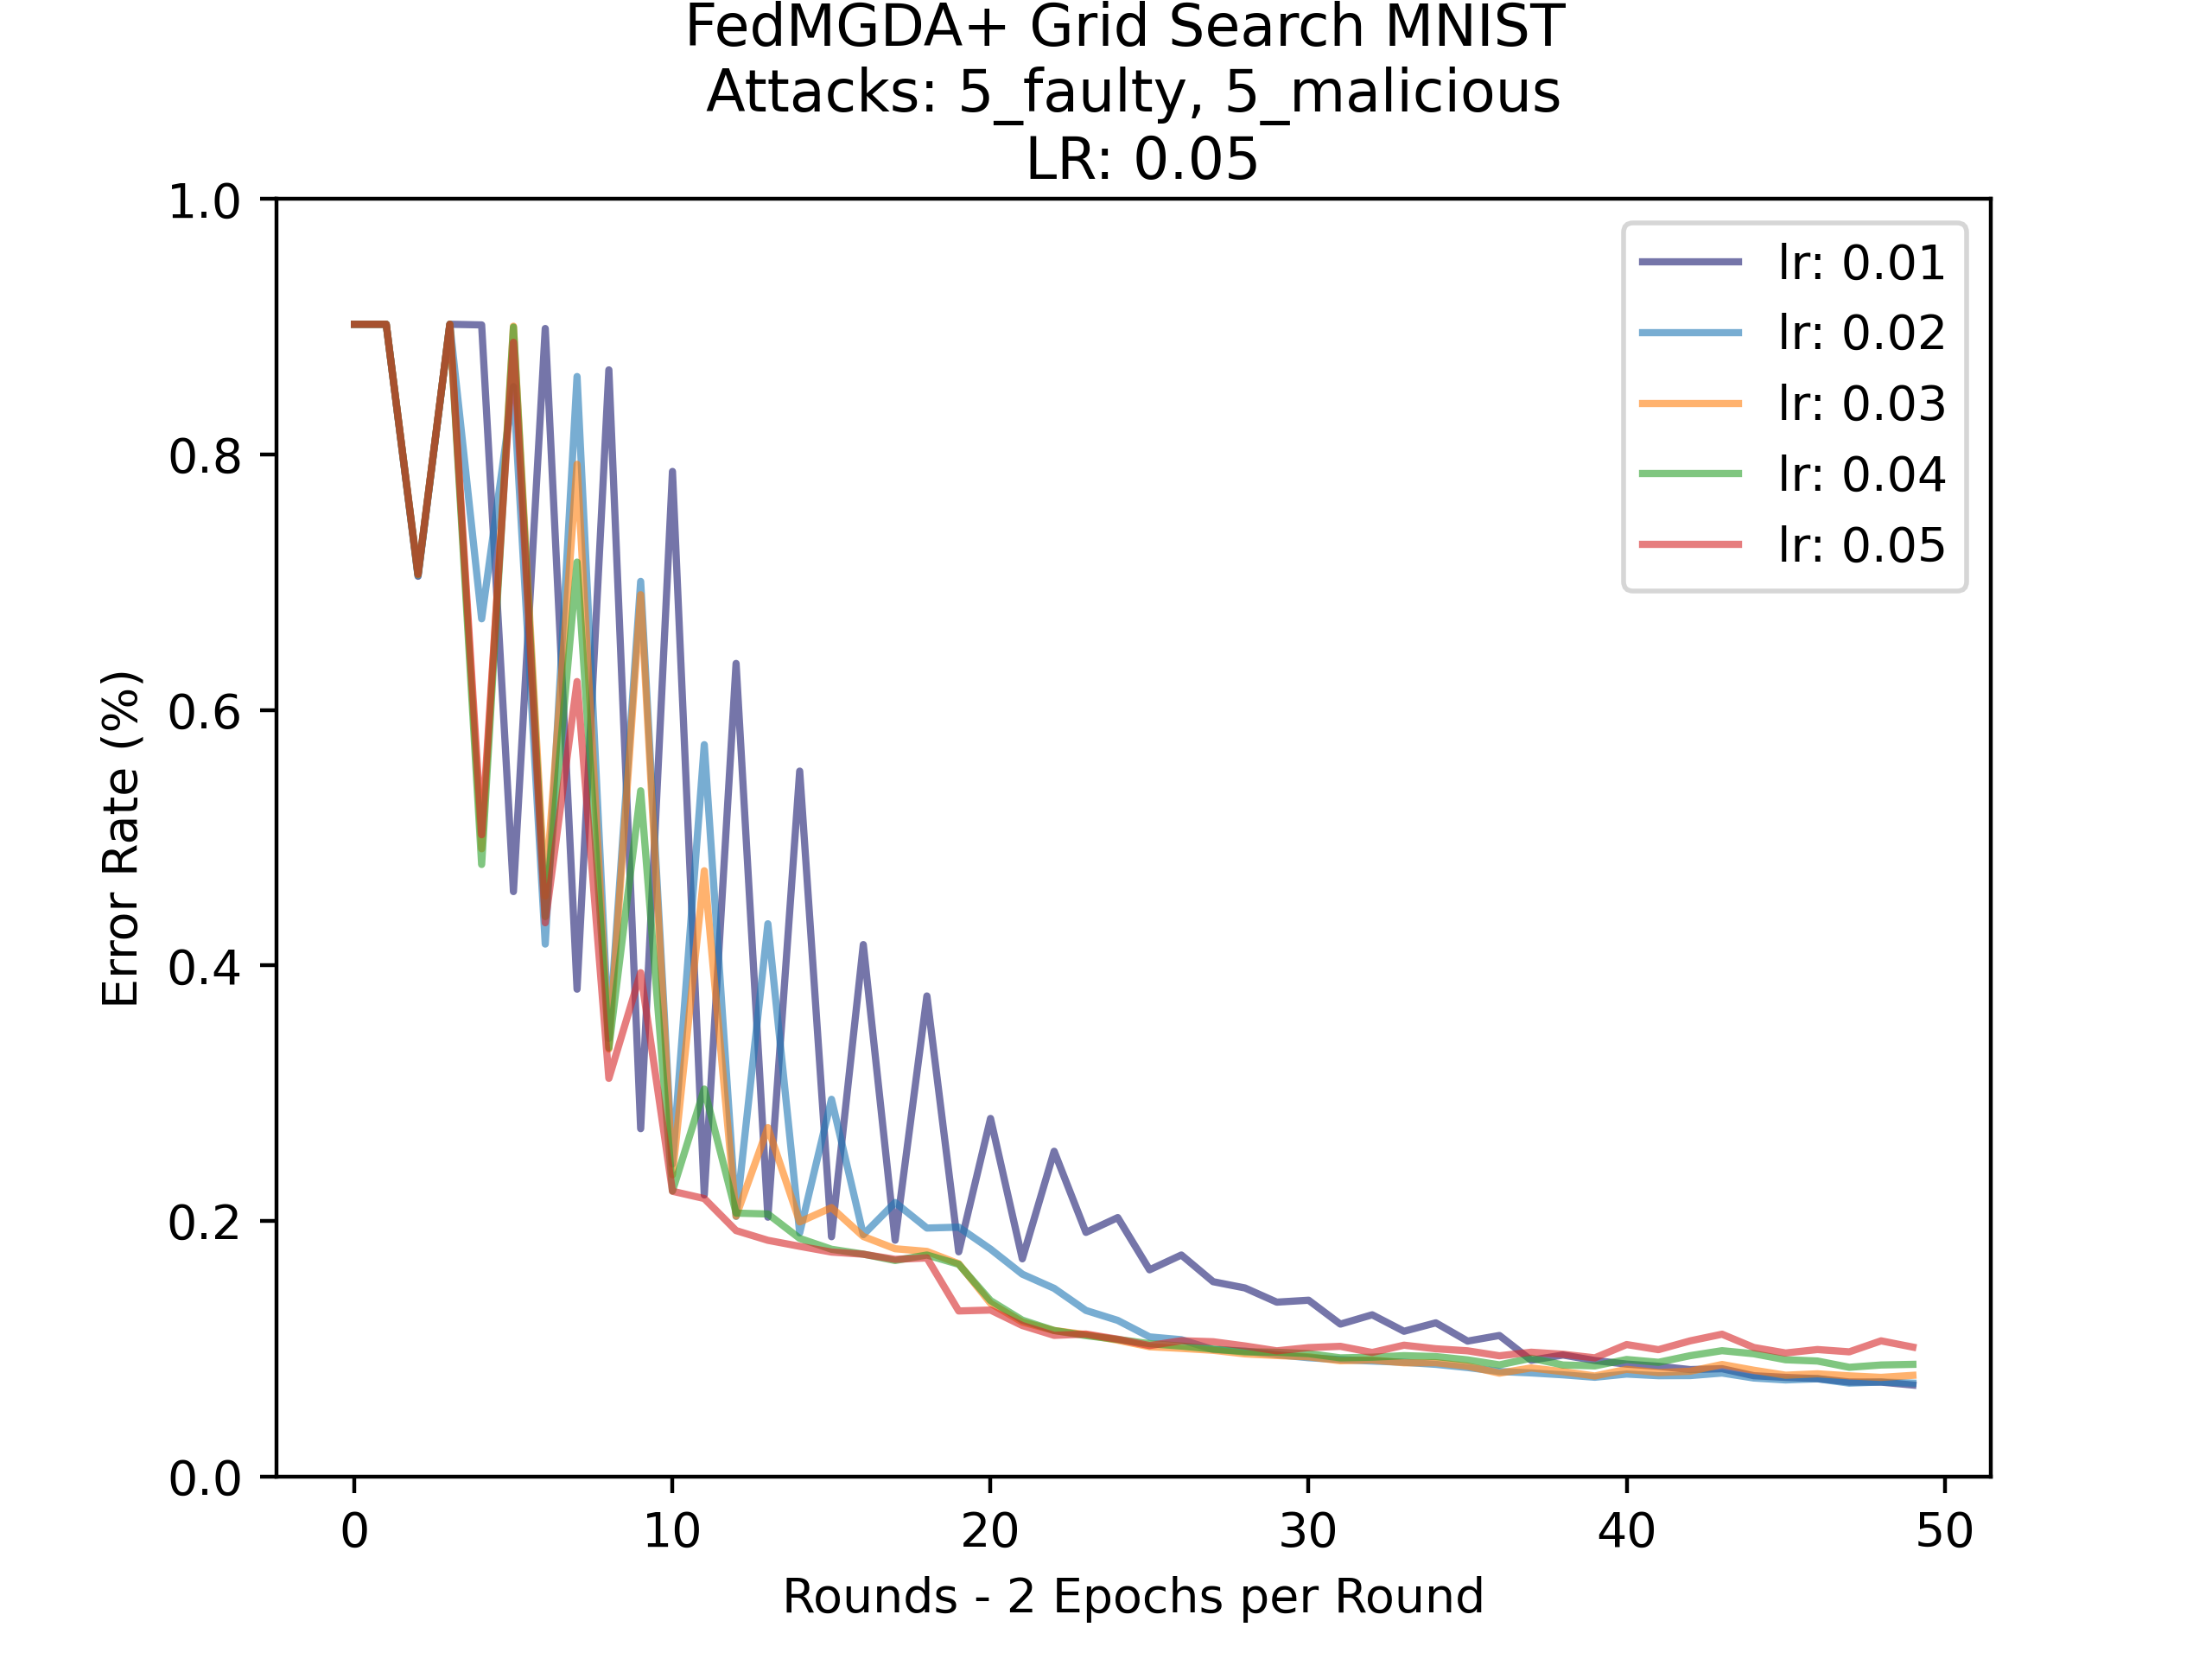 FedMGDA+ Grid Search MNIST
Attacks: 5_faulty, 5_malicious
LR: 0.05
1.0
0.8
0.6
0.4
0.2
0.0
Error Rate (%)
lr: 0.01
lr: 0.02
lr: 0.03
lr: 0.04
lr: 0.05
0
10
20
30
40
50
Rounds - 2 Epochs per Round